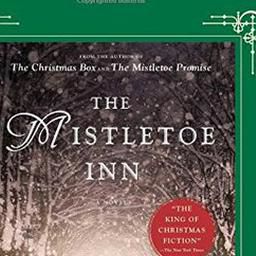 FROM THE AUTHOR OF
The Christmas Box and The Mistletoe Promise
THE
MISTLETOE
INN
A NOVEL
"THE
KING OF
CHRISTMAS
FICTION"
—The New York Times